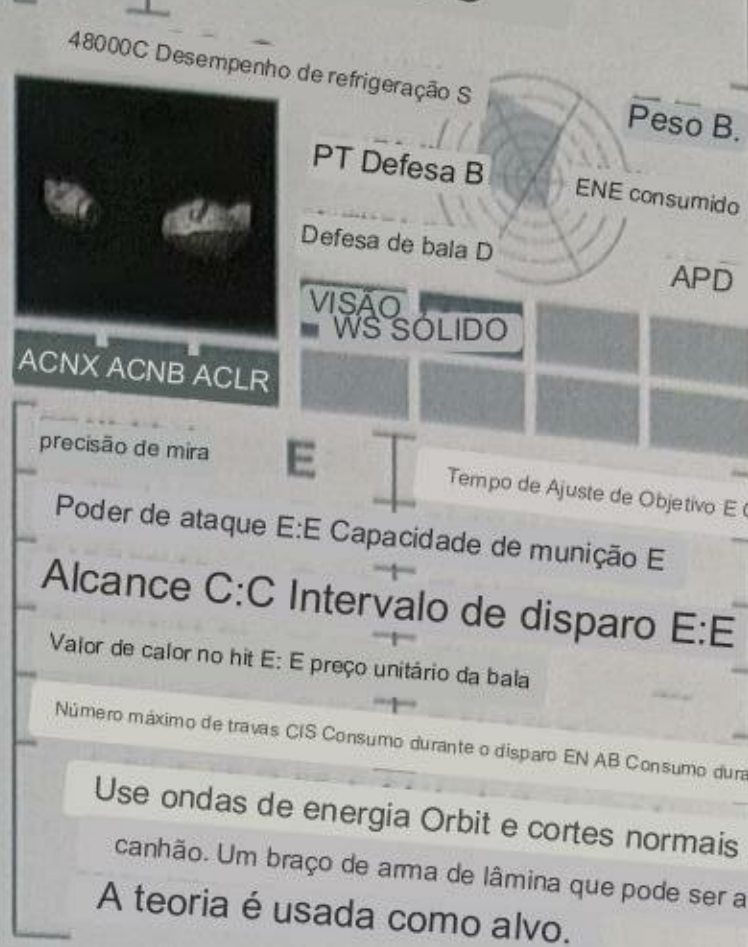 48000C Desempenho de refrigeração S
Peso B.
PT Defesa B
ENE consumido
Defesa de bala D
APD
VISÃO
WS SÓLIDO
ACNX ACNB ACLR
precisão de mira E
Tempo de Ajuste de Objetivo E
Poder de ataque E:E Capacidade de munição E
Alcance C:C Intervalo de disparo E:E
Valor de calor no hit E: E preço unitário da bala
Número máximo de travas CIS Consumo durante o disparo EN AB Consumo dura
Use ondas de energia Orbit e cortes normais
canhão. Um braço de arma de lâmina que pode ser a
A teoria é usada como alvo.